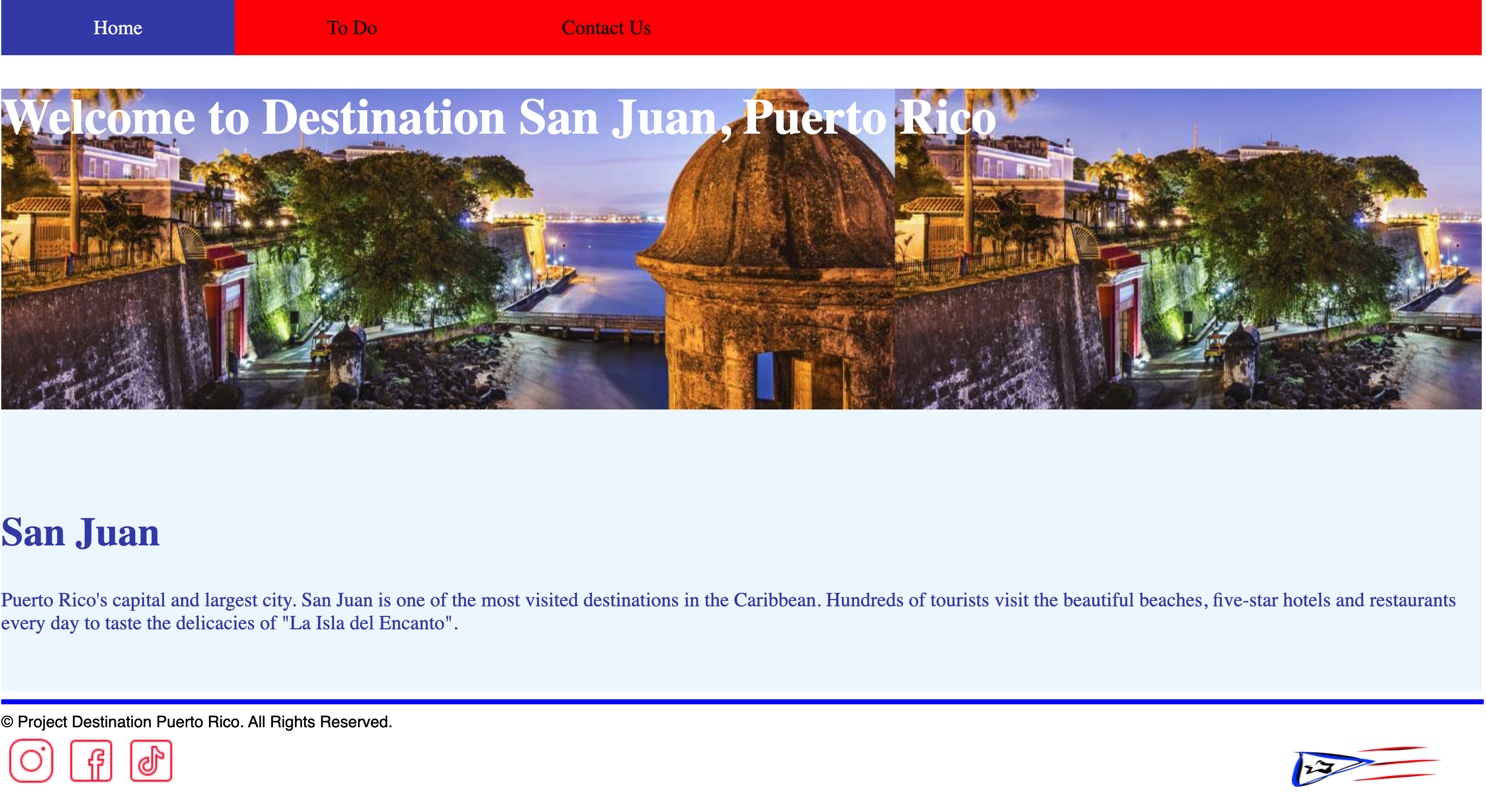 Home To Do Contact Us
Welcome to Destination San Juan, Puerto Rico
San Juan
Puerto Rico's capital and largest city. San Juan is one of the most visited destinations in the Caribbean. Hundreds of tourists visit the beautiful beaches, five-star hotels and restaurants
every day to taste the delicacies of "La Isla del Encanto".
© Project Destination Puerto Rico. All Rights Reserved.